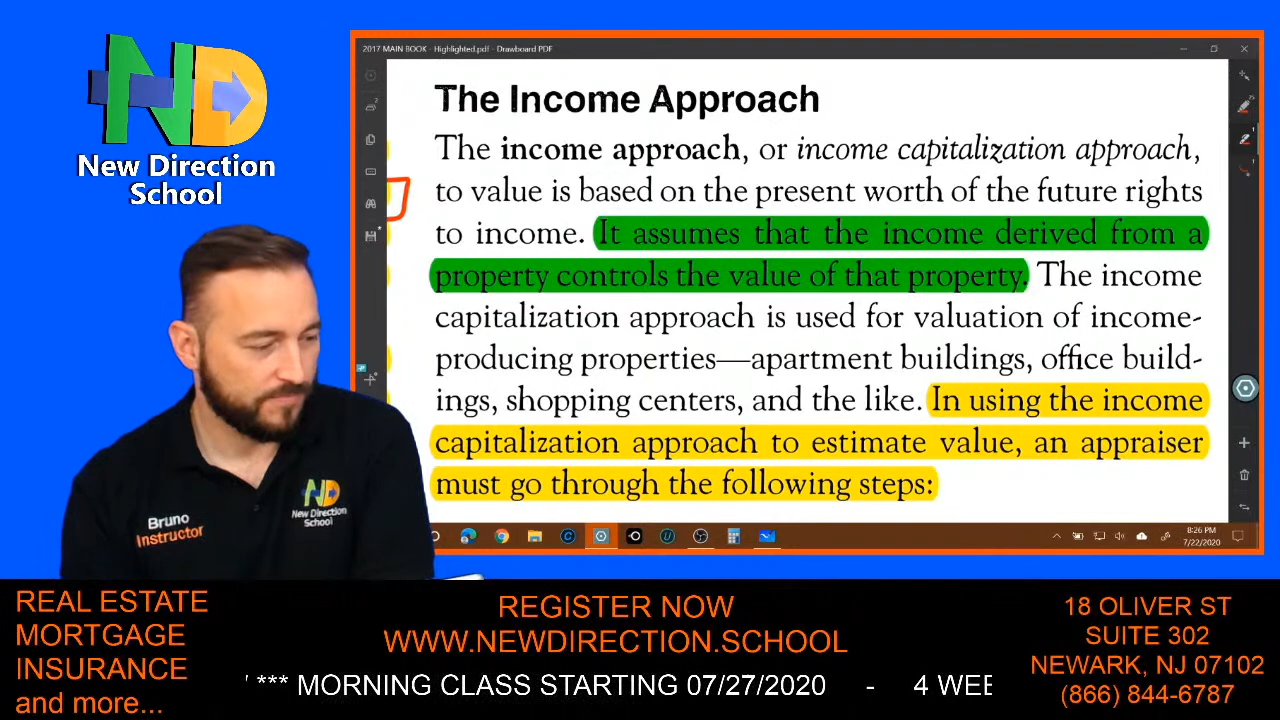 ND
New Direction
School
2017 MAIN BOOK - Highlighted.pdf - Drawboard PDF
The Income Approach
The income approach, or income capitalization approach,
to value is based on the present worth of the future rights
to income. It assumes that the income derived from a
property controls the value of that property. The income
capitalization approach is used for valuation of income-
producing properties—apartment buildings, office build-
ings, shopping centers, and the like. In using the income
capitalization approach to estimate value, an appraiser
must go through the following steps:
ND
New Direction
School
Bruno
Instructor
8:26 PM
7/22/2020
REAL ESTATE
MORTGAGE
INSURANCE
and more...
REGISTER NOW
WWW.NEWDIRECTION.SCHOOL
*** MORNING CLASS STARTING 07/27/2020 - 4 WEE
18 OLIVER ST
SUITE 302
NEWARK, NJ 07102
(866) 844-6787